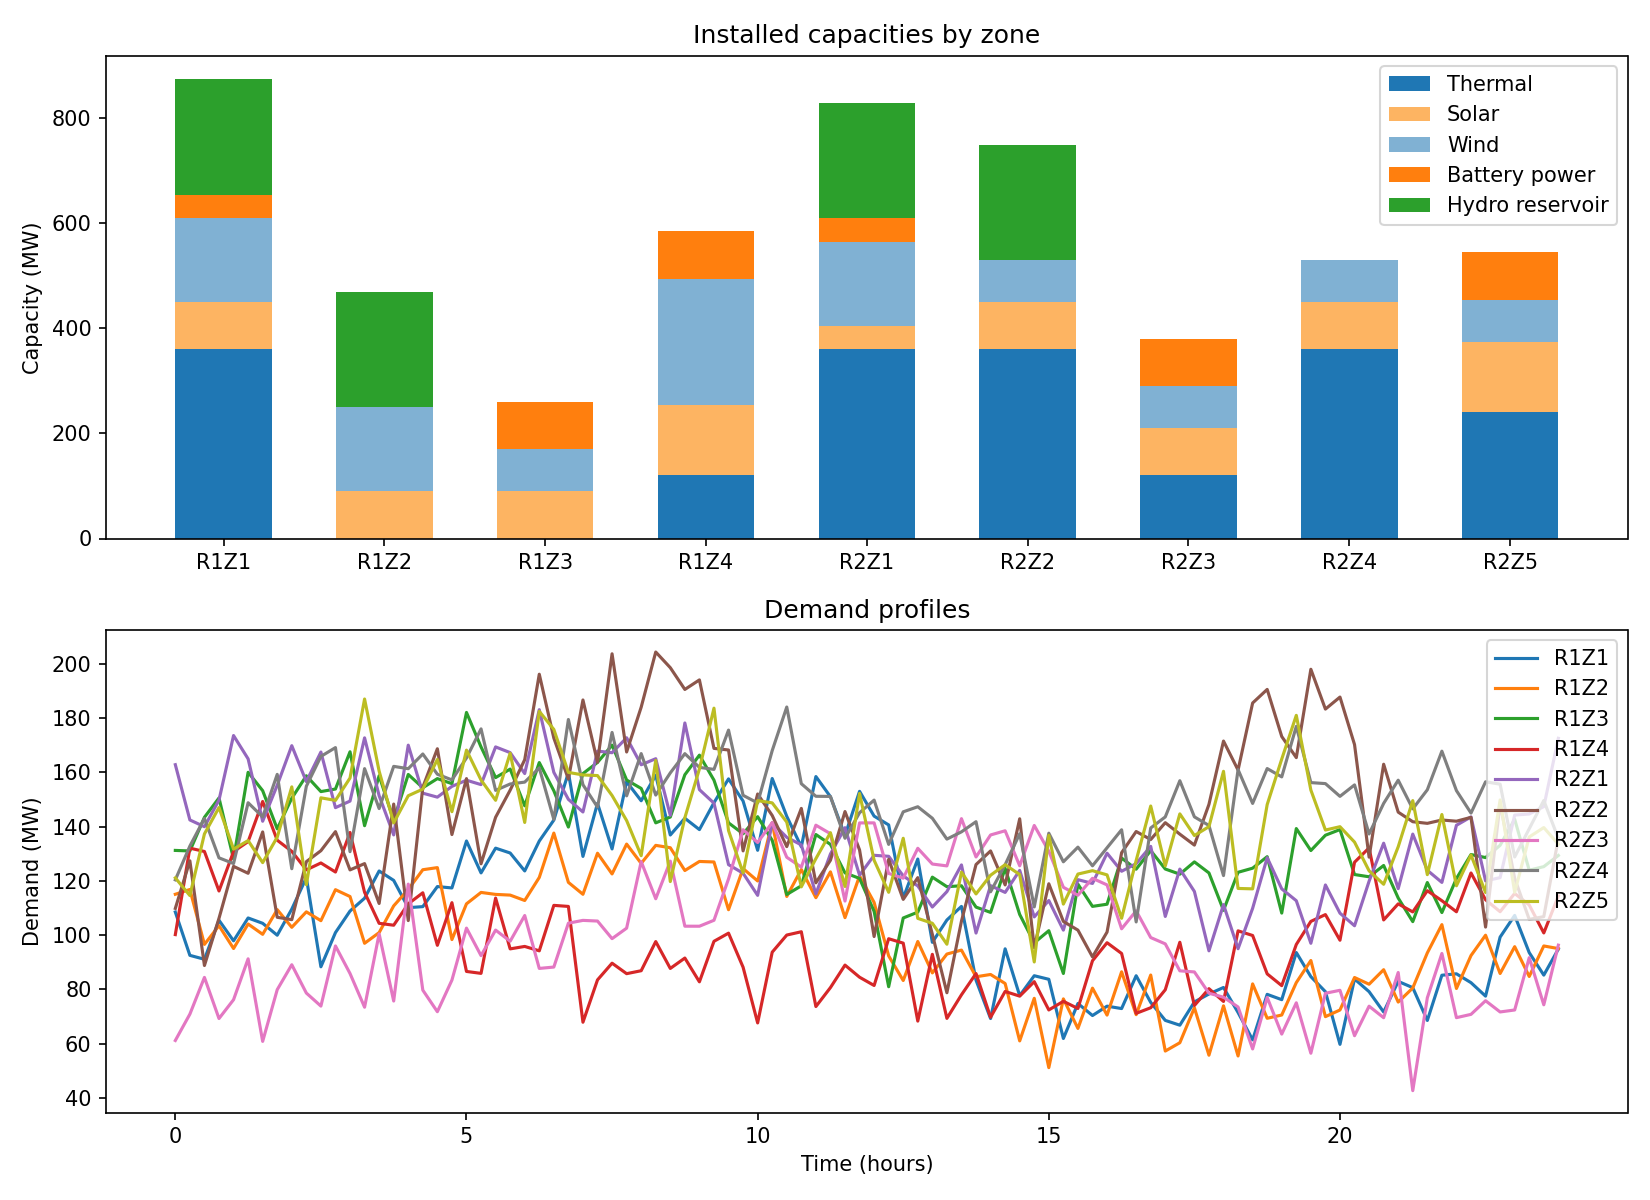 Installed capacities by zone
Capacity (MW)
800
600
400
200
0
Thermal
Solar
Wind
Battery power
Hydro reservoir
R1Z1 R1Z2 R1Z3 R1Z4 R2Z1 R2Z2 R2Z3 R2Z4 R2Z5
Demand profiles
Demand (MW)
200
180
160
140
120
100
80
60
40
R1Z1
R1Z2
R1Z3
R1Z4
R2Z1
R2Z2
R2Z3
R2Z4
R2Z5
0 5 10 15 20
Time (hours)